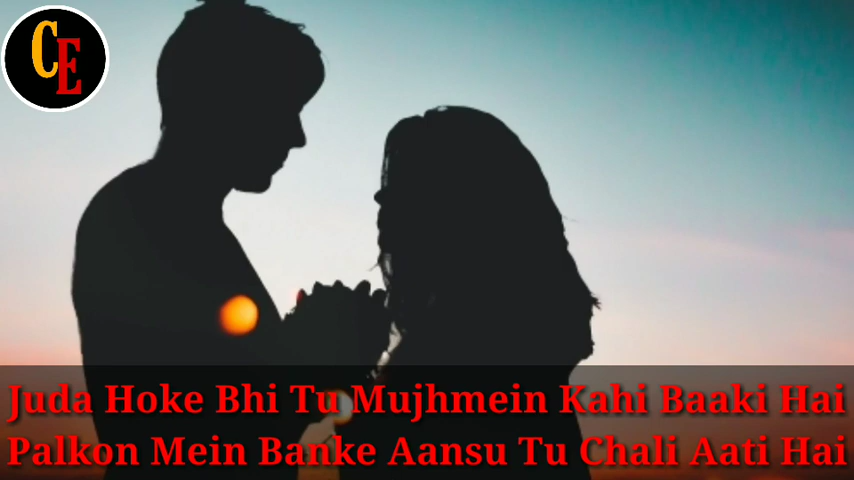 CE
Juda Hoke Bhi Tu Mujhmein Kahi Baaki Hai
Palkon Mein Banke Aansu Tu Chali Aati Hai